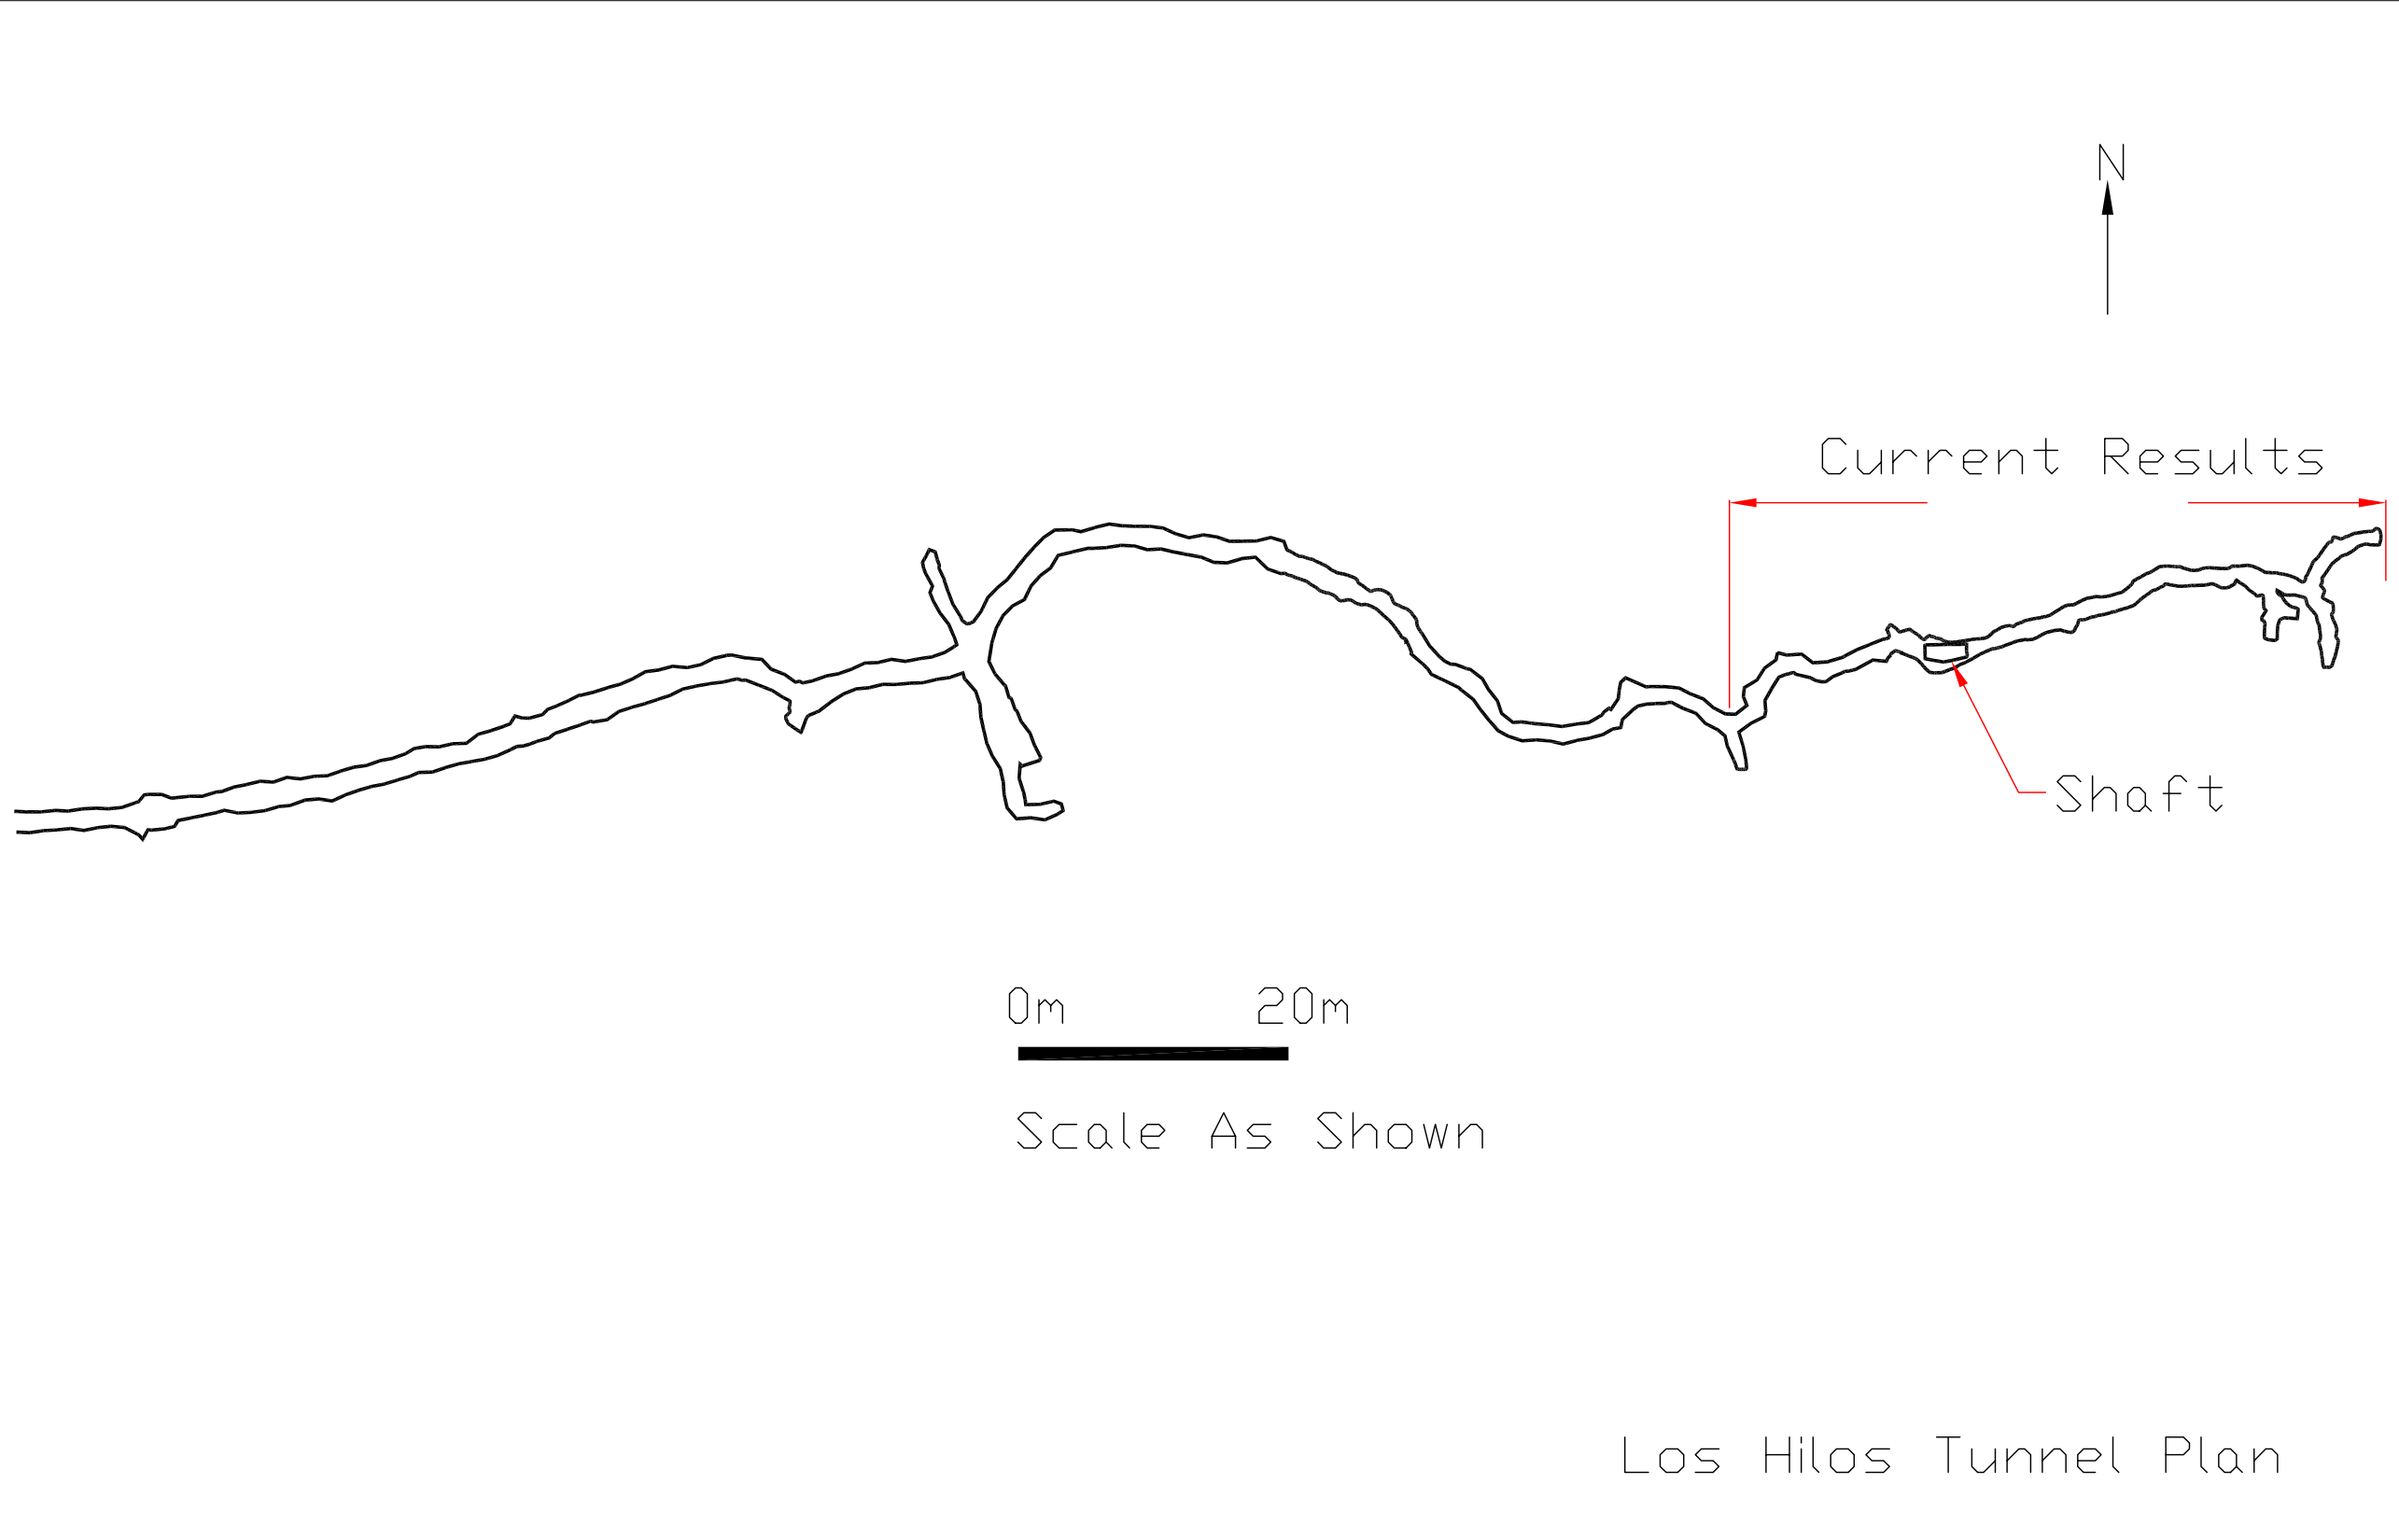 N
Current Results
Shaft
0m 20m
Scale As Shown
Los Hilos Tunnel Plan